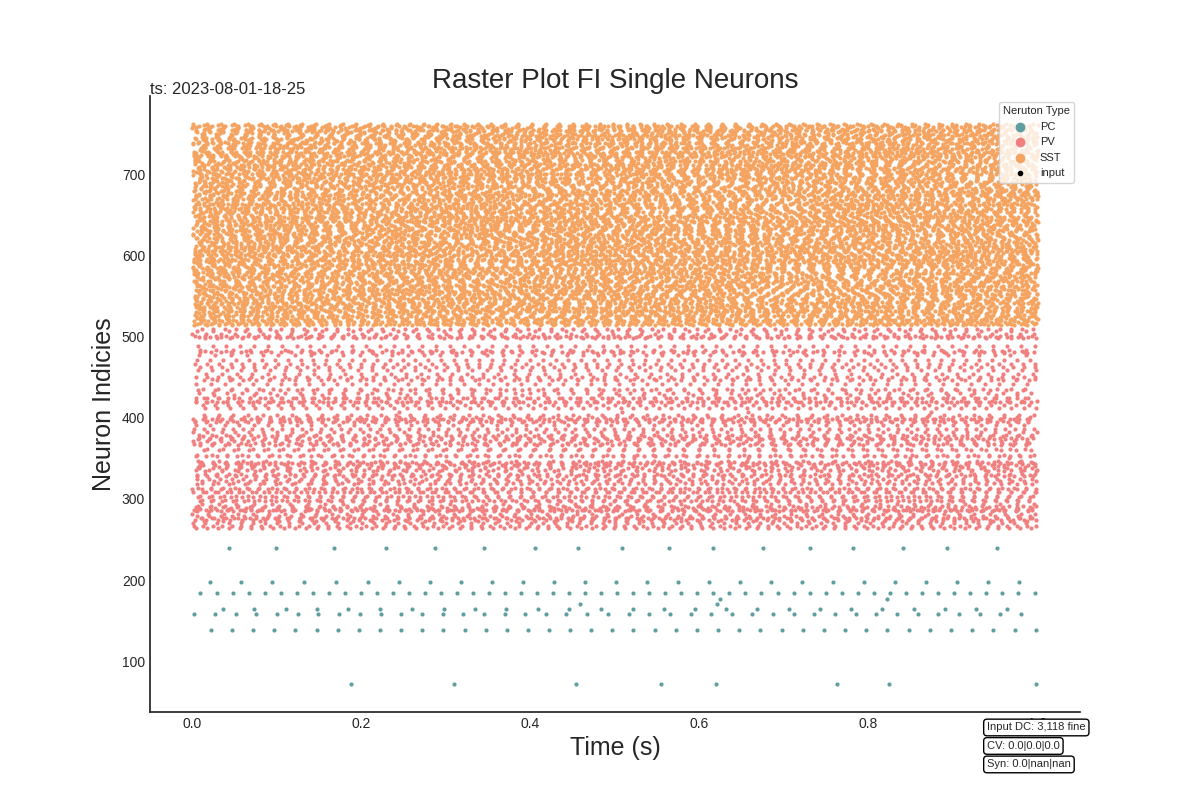 Raster Plot FI Single Neurons
ts: 2023-08-01-18-25
Neruton Type
PC
PV
SST
input
Neuron Indicies
700
600
500
400
300
200
100
0.0 0.2 0.4 0.6 0.8
Time (s)
Input DC: 3,118 fine
CV: 0.0|0.0|0.0
Syn: 0.0|nan|nan